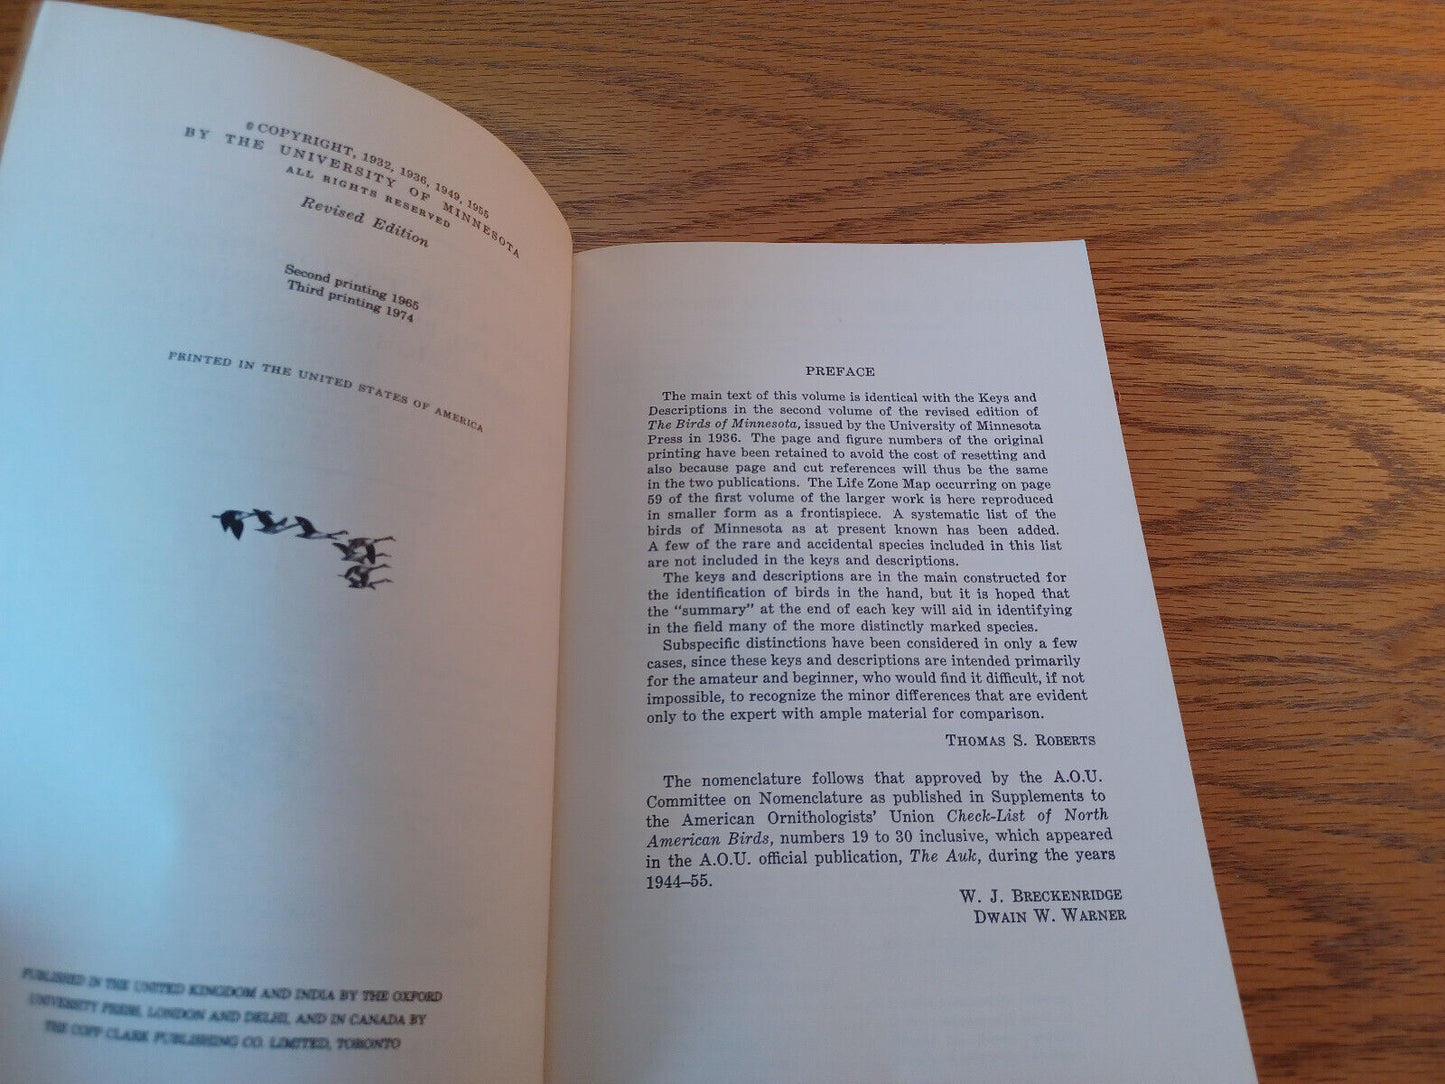 © COPYRIGHT, 1932, 1936, 1949, 1955
BY THE UNIVERSITY OF MINNESOTA
ALL RIGHTS RESERVED
Revised Edition
Second printing 1965
Third printing 1974
PRINTED IN THE UNITED STATES OF AMERICA
PUBLISHED IN THE UNITED KINGDOM AND INDIA BY THE OXFORD
UNIVERSITY PRESS, LONDON AND DELHI, AND IN CANADA BY
THE COPP CLARK PUBLISHING CO. LIMITED, TORONTO
PREFACE
The main text of this volume is identical with the Keys and
Descriptions in the second volume of the revised edition of
The Birds of Minnesota, issued by the University of Minnesota
Press in 1936. The page and figure numbers of the original
printing have been retained to avoid the cost of resetting and
also because page and cut references will thus be the same
in the two publications. The Life Zone Map occurring on page
59 of the first volume of the larger work is here reproduced
in smaller form as a frontispiece. A systematic list of the
birds of Minnesota as at present known has been added.
A few of the rare and accidental species included in this list
are not included in the keys and descriptions.
The keys and descriptions are in the main constructed for
the identification of birds in the hand, but it is hoped that
the "summary" at the end of each key will aid in identifying
in the field many of the more distinctly marked species.
Subspecific distinctions have been considered in only a few
cases, since these keys and descriptions are intended primarily
for the amateur and beginner, who would find it difficult, if not
impossible, to recognize the minor differences that are evident
only to the expert with ample material for comparison.
THOMAS S. ROBERTS
The nomenclature follows that approved by the A.O.U.
Committee on Nomenclature as published in Supplements to
the American Ornithologists' Union Check-List of North
American Birds, numbers 19 to 30 inclusive, which appeared
in the A.O.U. official publication, The Auk, during the years
1944–55.
W. J. BRECKENRIDGE
DWAIN W. WARNER